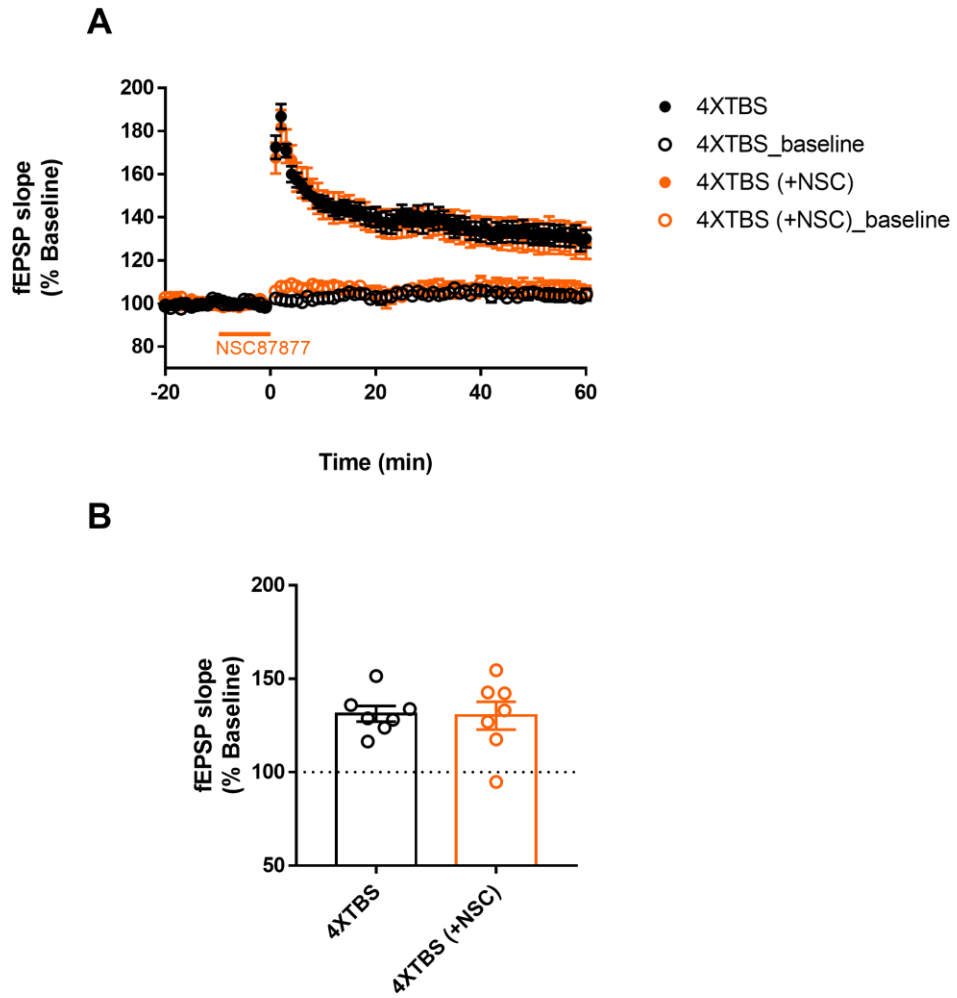 A
fEPSP slope
(% Baseline)
200
180
160
140
120
100
80
NSC87877
-20
0
20
40
60
Time (min)
4XTBS
4XTBS_baseline
4XTBS (+NSC)
4XTBS (+NSC)_baseline
B
fEPSP slope
(% Baseline)
200
150
100
50
4XTBS
4XTBS (+NSC)